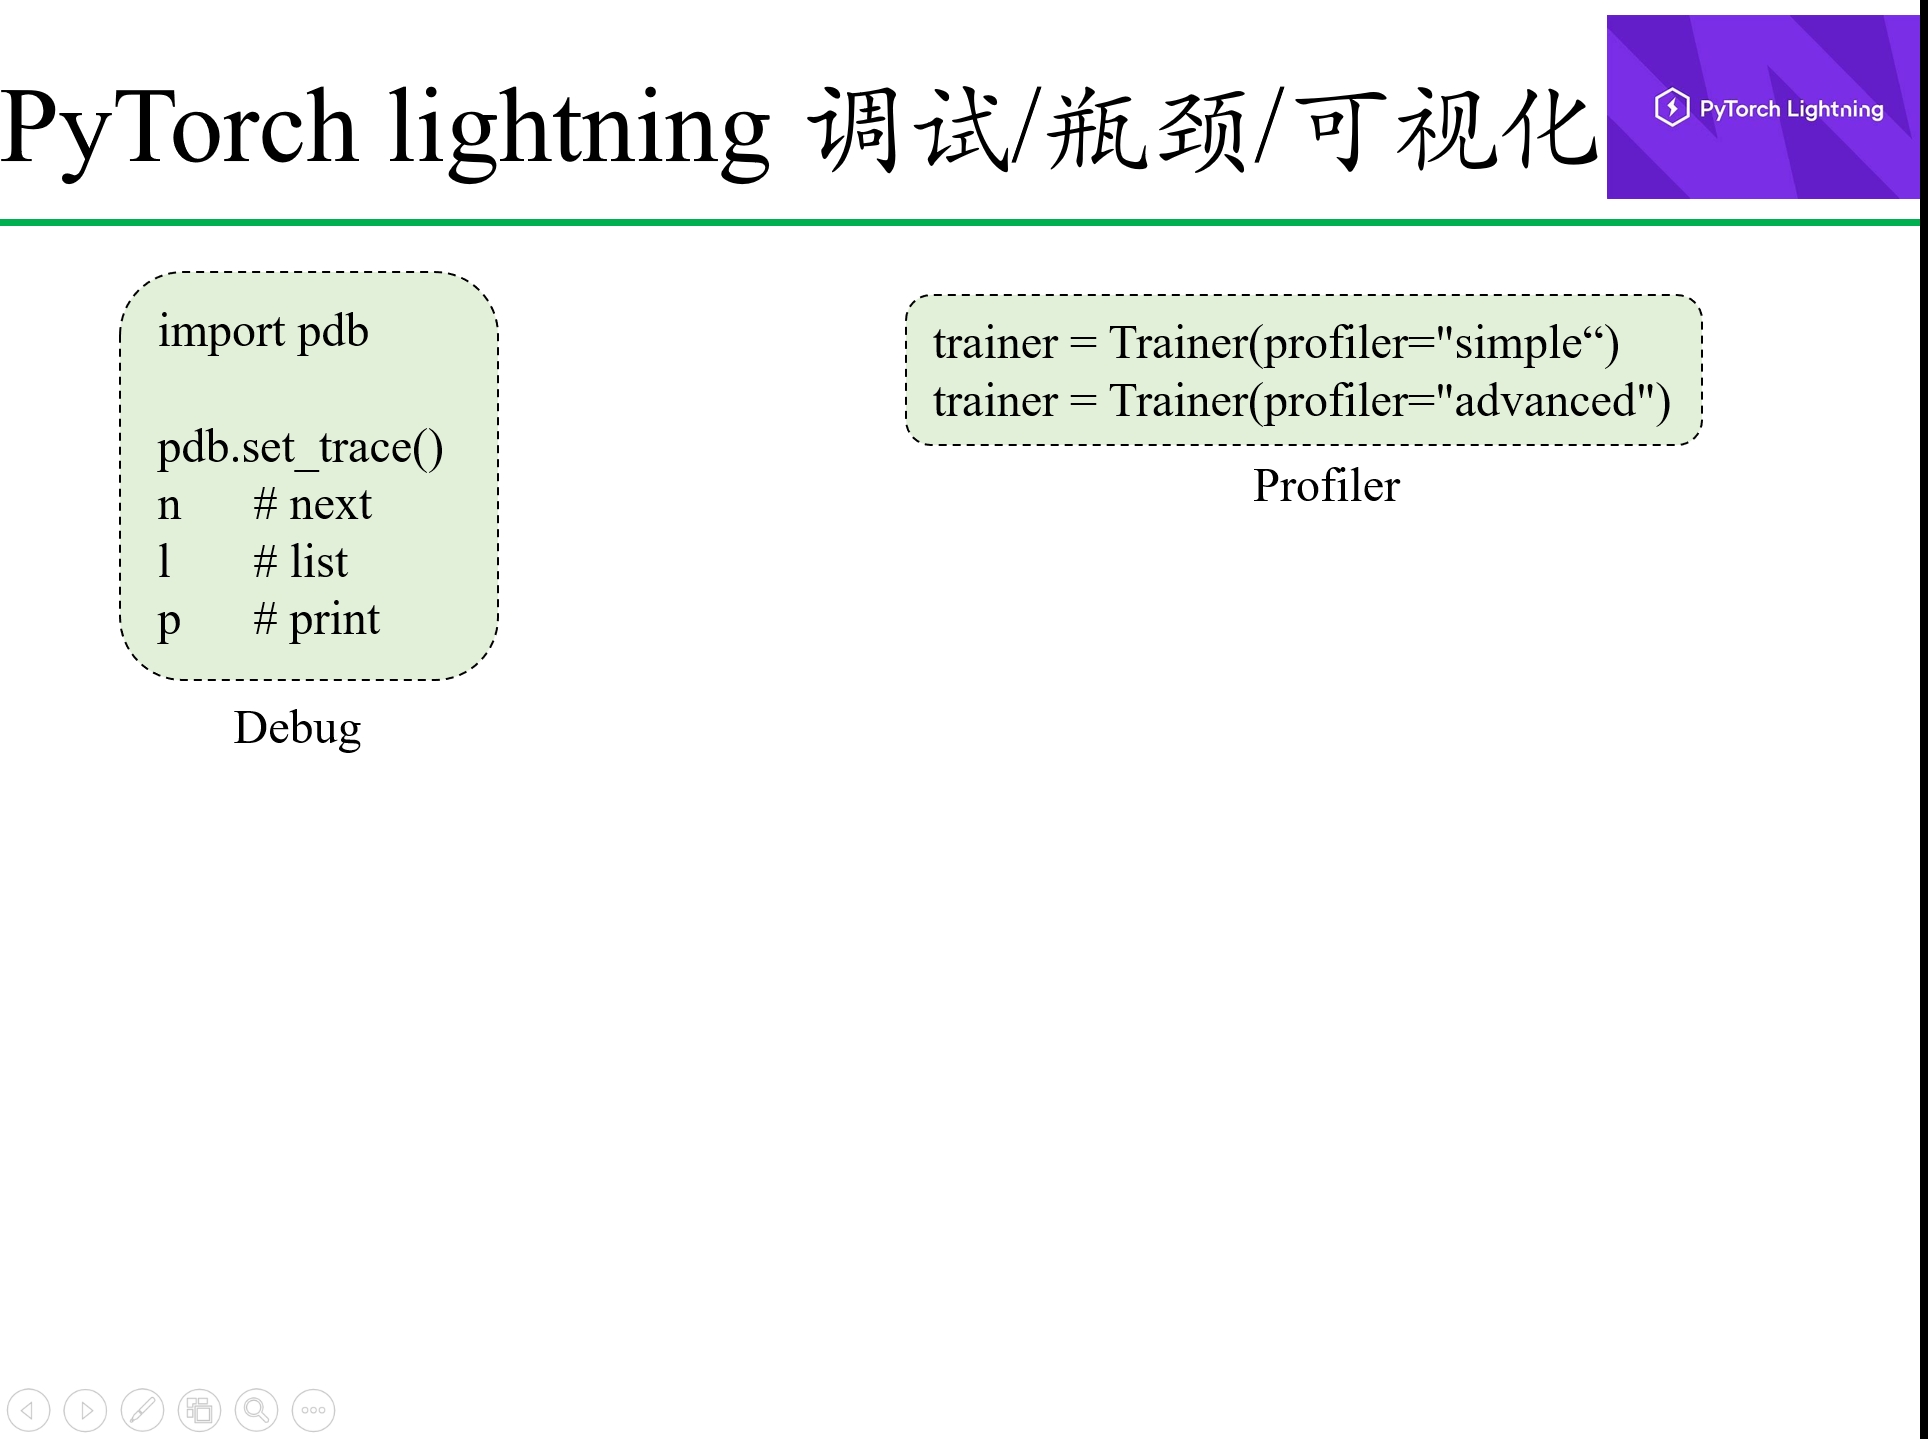 PyTorch lightning 调试/瓶颈/可视化
PyTorch Lightning
import pdb
pdb.set_trace()
n # next
l # list
p # print
Debug
trainer = Trainer(profiler="simple“)
trainer = Trainer(profiler="advanced")
Profiler